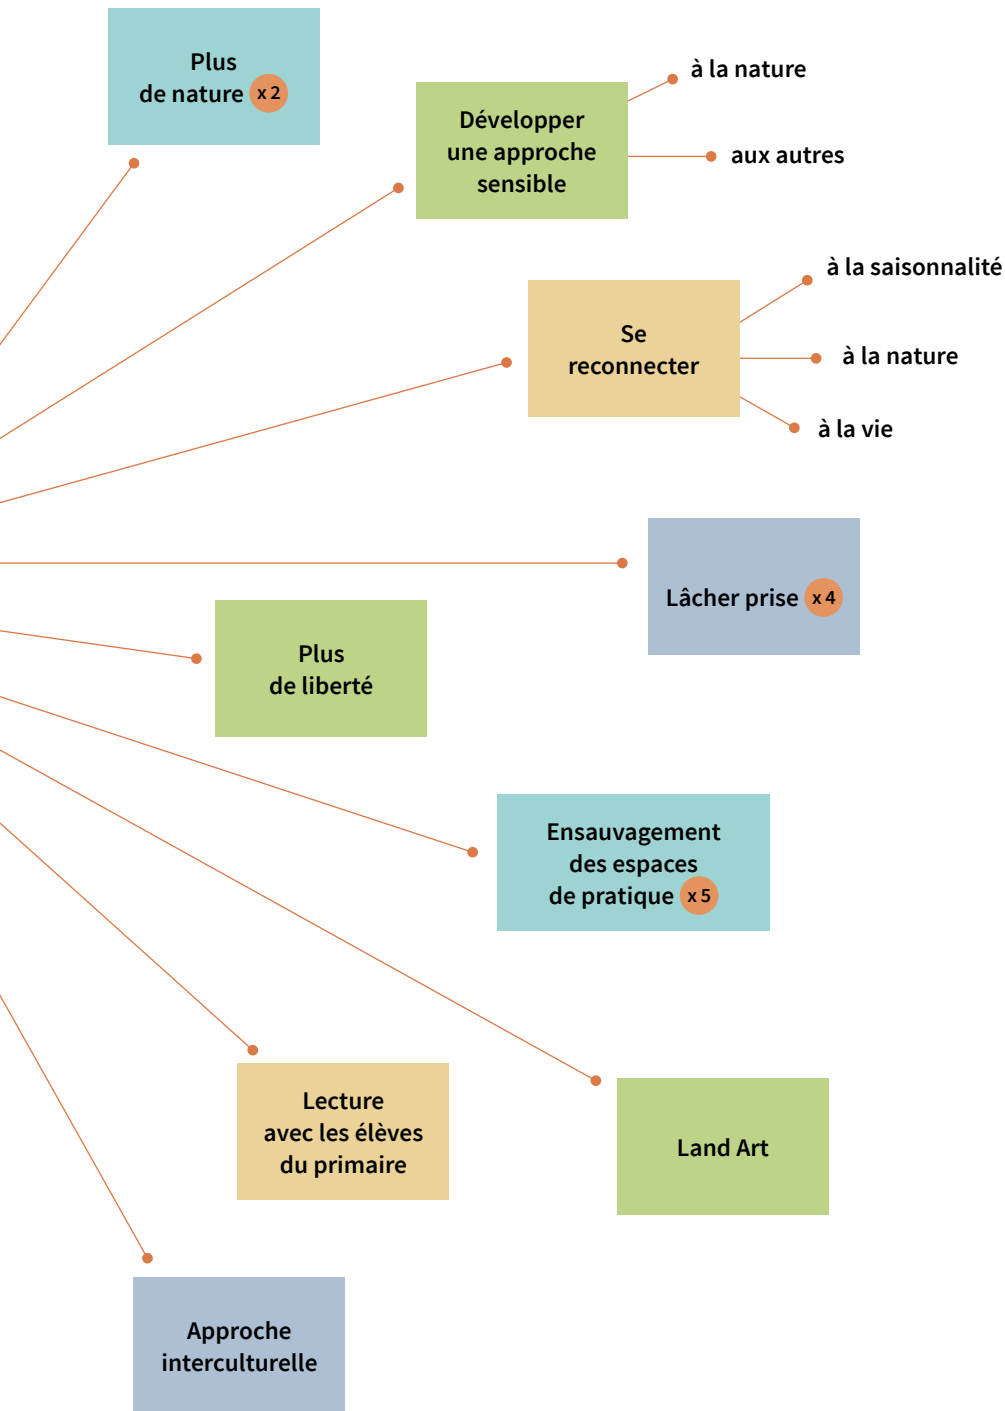 Plus
de nature x 2
Développer
une approche
sensible
à la nature
aux autres
Se
reconnecter
à la saisonnalité
à la nature
à la vie
Lâcher prise x 4
Plus
de liberté
Ensauvagement
des espaces
de pratique x 5
Lecture
avec les élèves
du primaire
Land Art
Approche
interculturelle